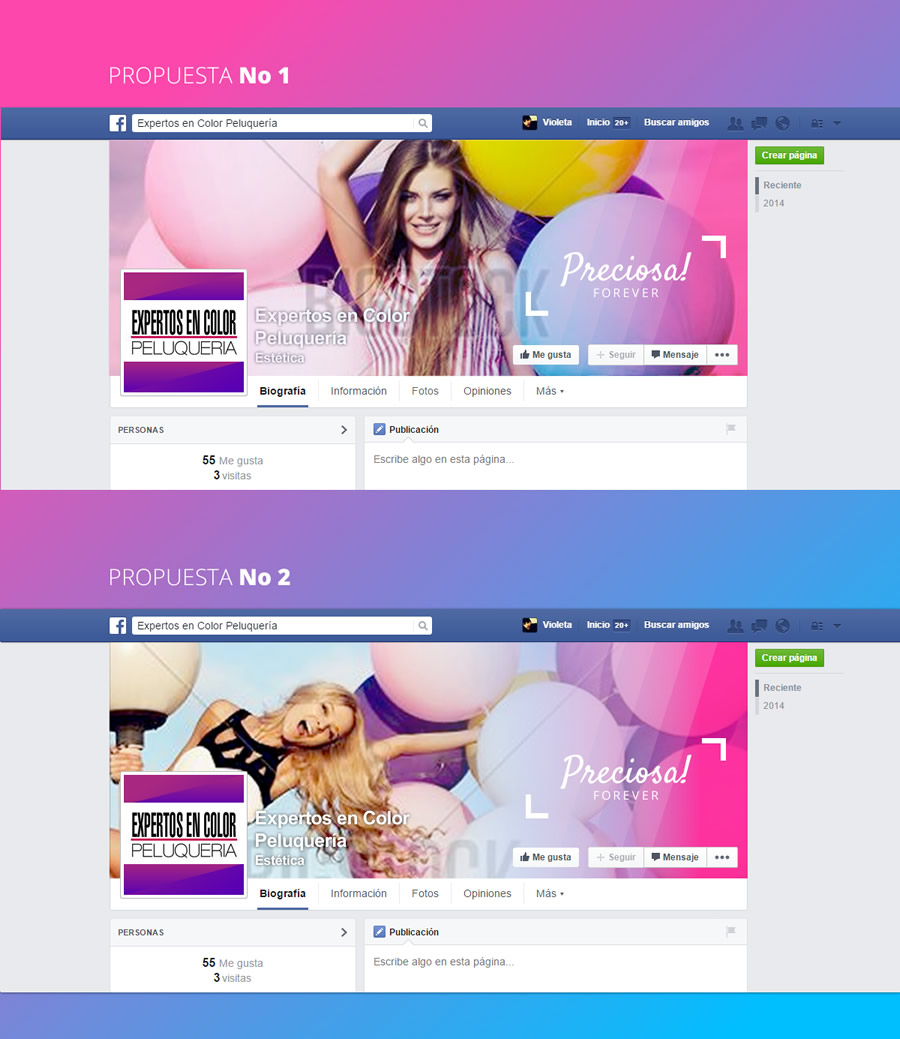 PROPUESTA No 1
Expertos en Color Peluquería
Violeta
Inicio 20+
Buscar amigos
Crear página
Reciente
2014
BIGSTOCK
Preciosa!
FOREVER
EXPERTOS EN COLOR
PELUQUERIA
Expertos en Color
Peluquería
Estética
Me gusta
+ Seguir
Mensaje
•••
Biografía
Información
Fotos
Opiniones
Más
PERSONAS
55 Me gusta
3 visitas
Publicación
Escribe algo en esta página...
PROPUESTA No 2
Expertos en Color Peluquería
Violeta
Inicio 20+
Buscar amigos
Crear página
Reciente
2014
Preciosa!
FOREVER
EXPERTOS EN COLOR
PELUQUERIA
Expertos en Color
Peluquería
Estética
BIGSTOCK
Me gusta
+ Seguir
Mensaje
•••
Biografía
Información
Fotos
Opiniones
Más
PERSONAS
55 Me gusta
3 visitas
Publicación
Escribe algo en esta página...